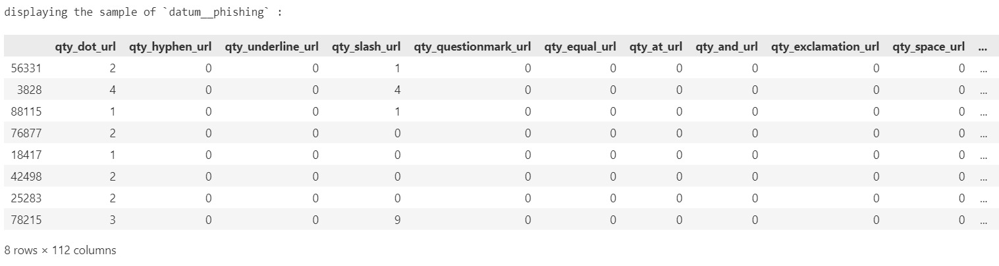 displaying the sample of `datum__phishing` :
qty_dot_url qty_hyphen_url qty_underline_url qty_slash_url qty_questionmark_url qty_equal_url qty_at_url qty_and_url qty_exclamation_url qty_space_url ...
56331 2 0 0 1 0 0 0 0 0 0 ...
3828 4 0 0 4 0 0 0 0 0 0 ...
88115 1 0 0 1 0 0 0 0 0 0 ...
76877 2 0 0 0 0 0 0 0 0 0 ...
18417 1 0 0 0 0 0 0 0 0 0 ...
42498 2 0 0 0 0 0 0 0 0 0 ...
25283 2 0 0 0 0 0 0 0 0 0 ...
78215 3 0 0 9 0 0 0 0 0 0 ...
8 rows × 112 columns